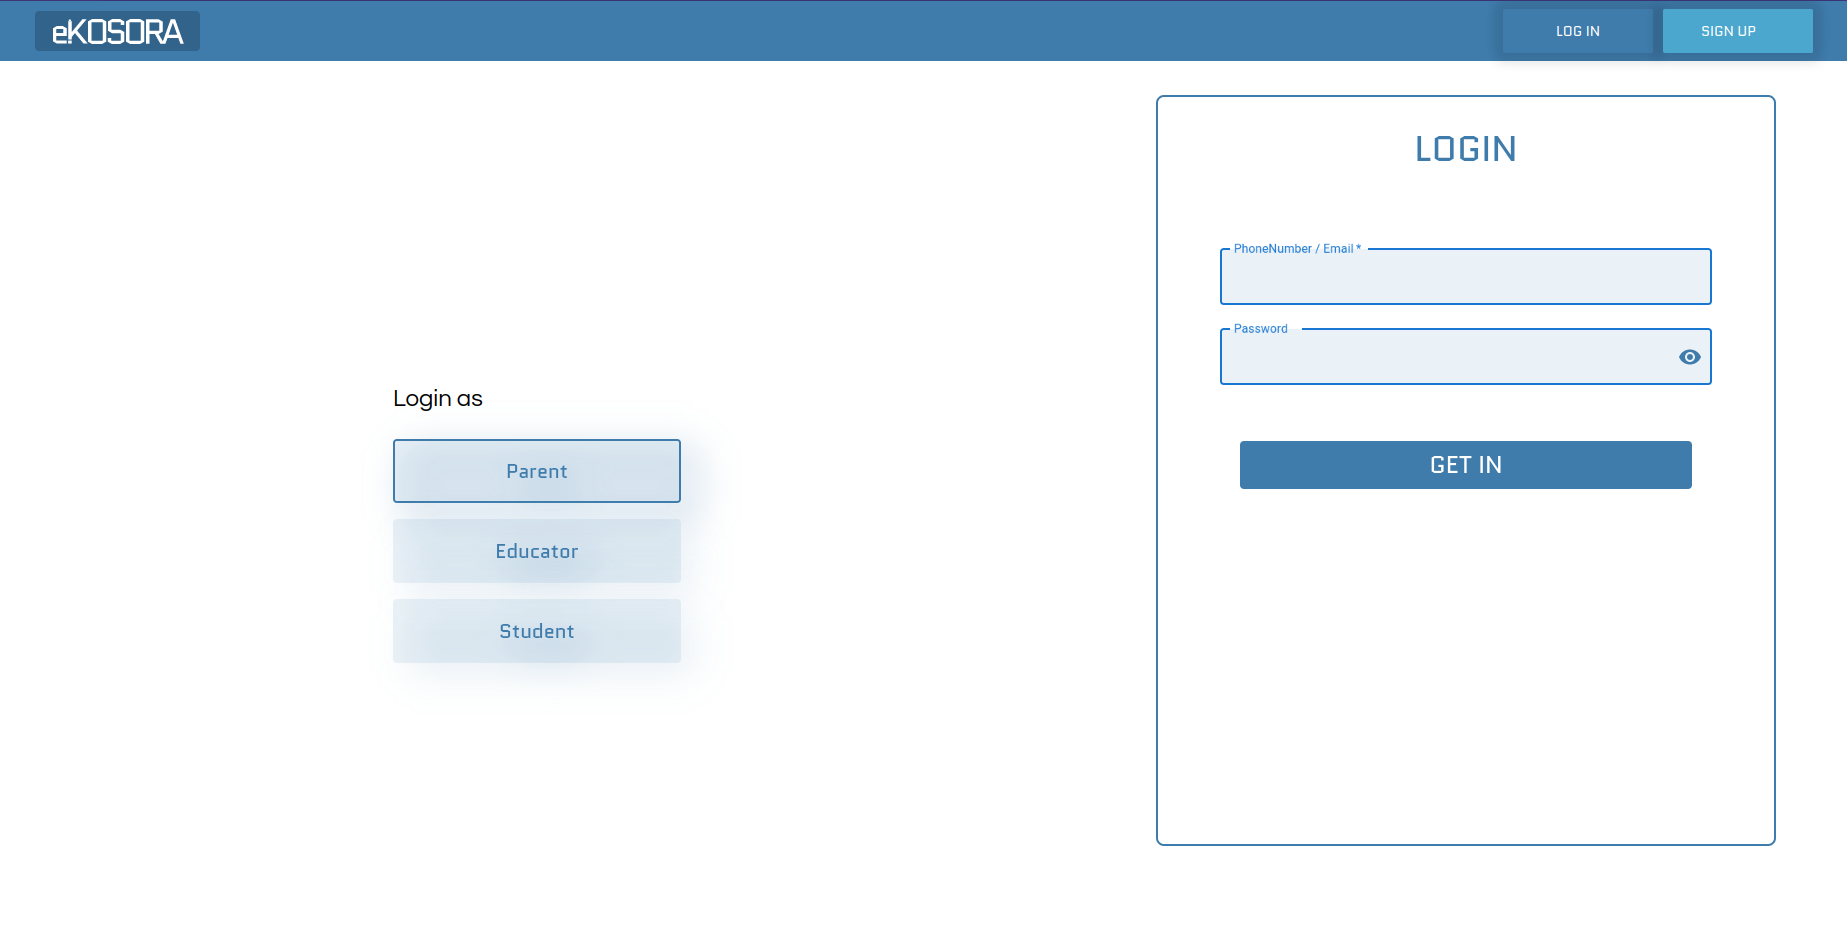 eKOSORA
LOG IN
SIGN UP
Login as
Parent
Educator
Student
LOGIN
PhoneNumber / Email *
Password
GET IN